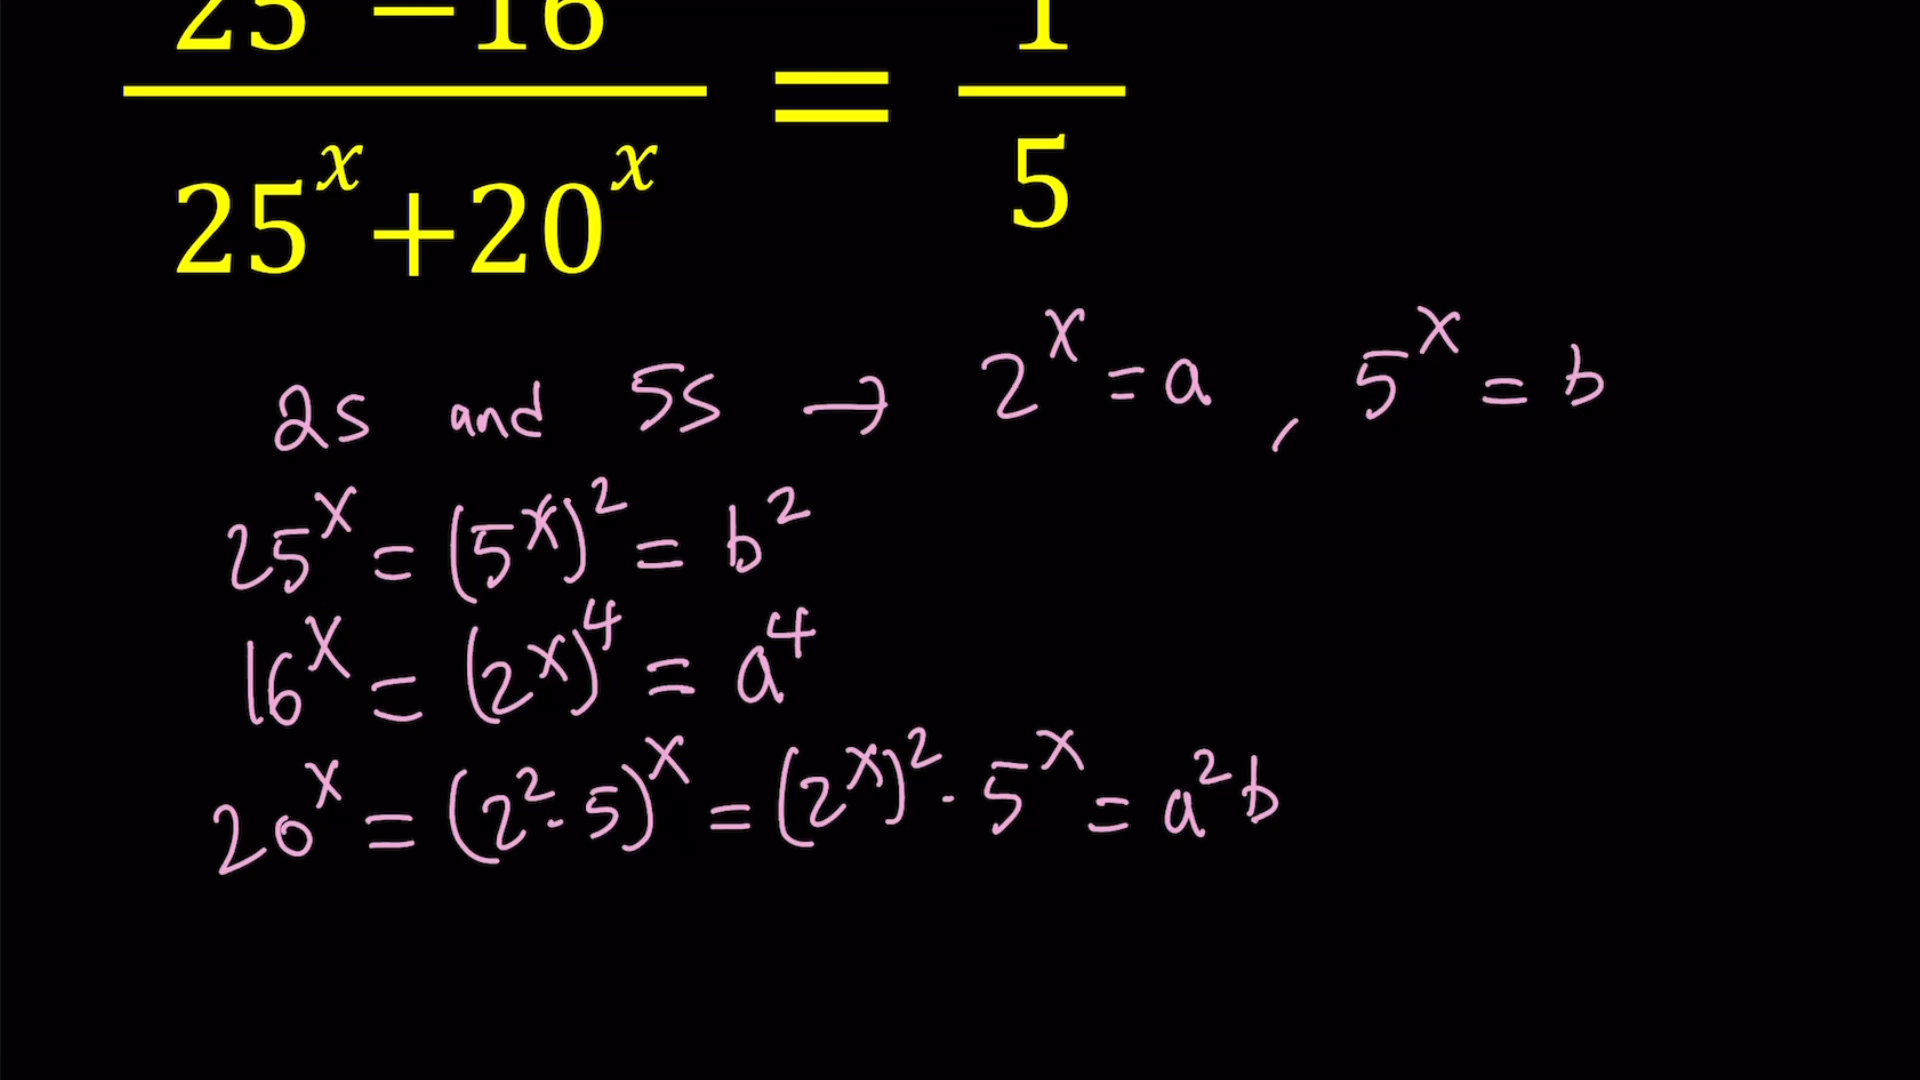 25 − 16 / 25^x + 20^x = 1/5
2s and 5s → 2^x = a , 5^x = b
25^x = (5^x)^2 = b^2
16^x = (2^x)^4 = a^4
20^x = (2^2 · 5)^x = (2^x)^2 · 5^x = a^2 b